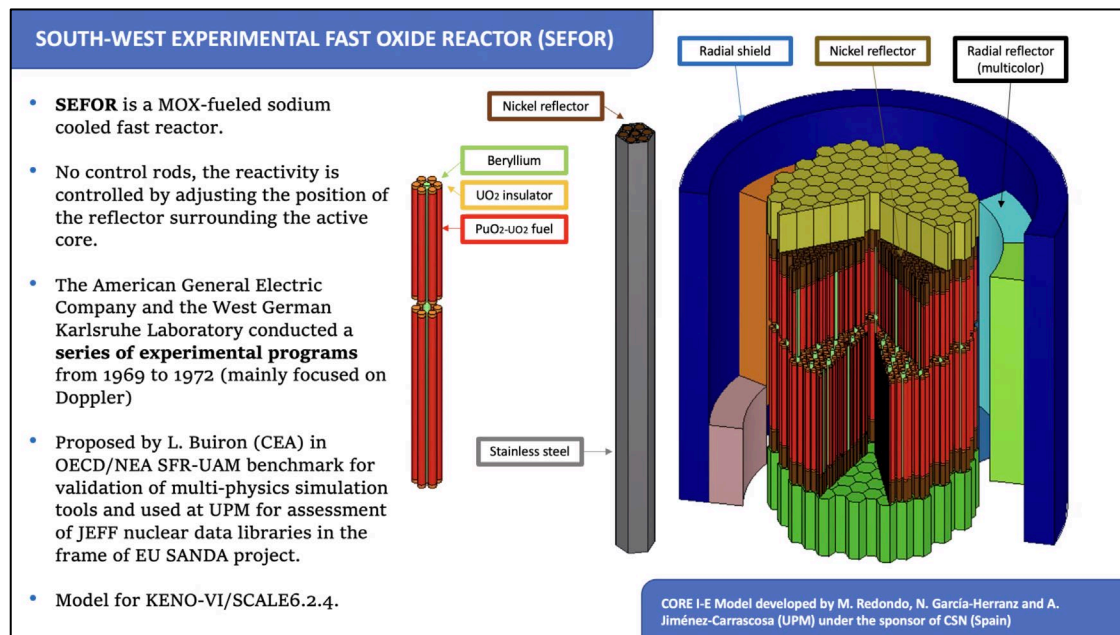 SOUTH-WEST EXPERIMENTAL FAST OXIDE REACTOR (SEFOR)
• SEFOR is a MOX-fueled sodium
cooled fast reactor.
• No control rods, the reactivity is
controlled by adjusting the position of
the reflector surrounding the active
core.
• The American General Electric
Company and the West German
Karlsruhe Laboratory conducted a
series of experimental programs
from 1969 to 1972 (mainly focused on
Doppler)
• Proposed by L. Buiron (CEA) in
OECD/NEA SFR-UAM benchmark for
validation of multi-physics simulation
tools and used at UPM for assessment
of JEFF nuclear data libraries in the
frame of EU SANDA project.
• Model for KENO-VI/SCALE6.2.4.
Nickel reflector
Beryllium
UO₂ insulator
PuO₂-UO₂ fuel
Stainless steel
Radial shield
Nickel reflector
Radial reflector
(multicolor)
CORE I-E Model developed by M. Redondo, N. García-Herranz and A.
Jiménez-Carrascosa (UPM) under the sponsor of CSN (Spain)